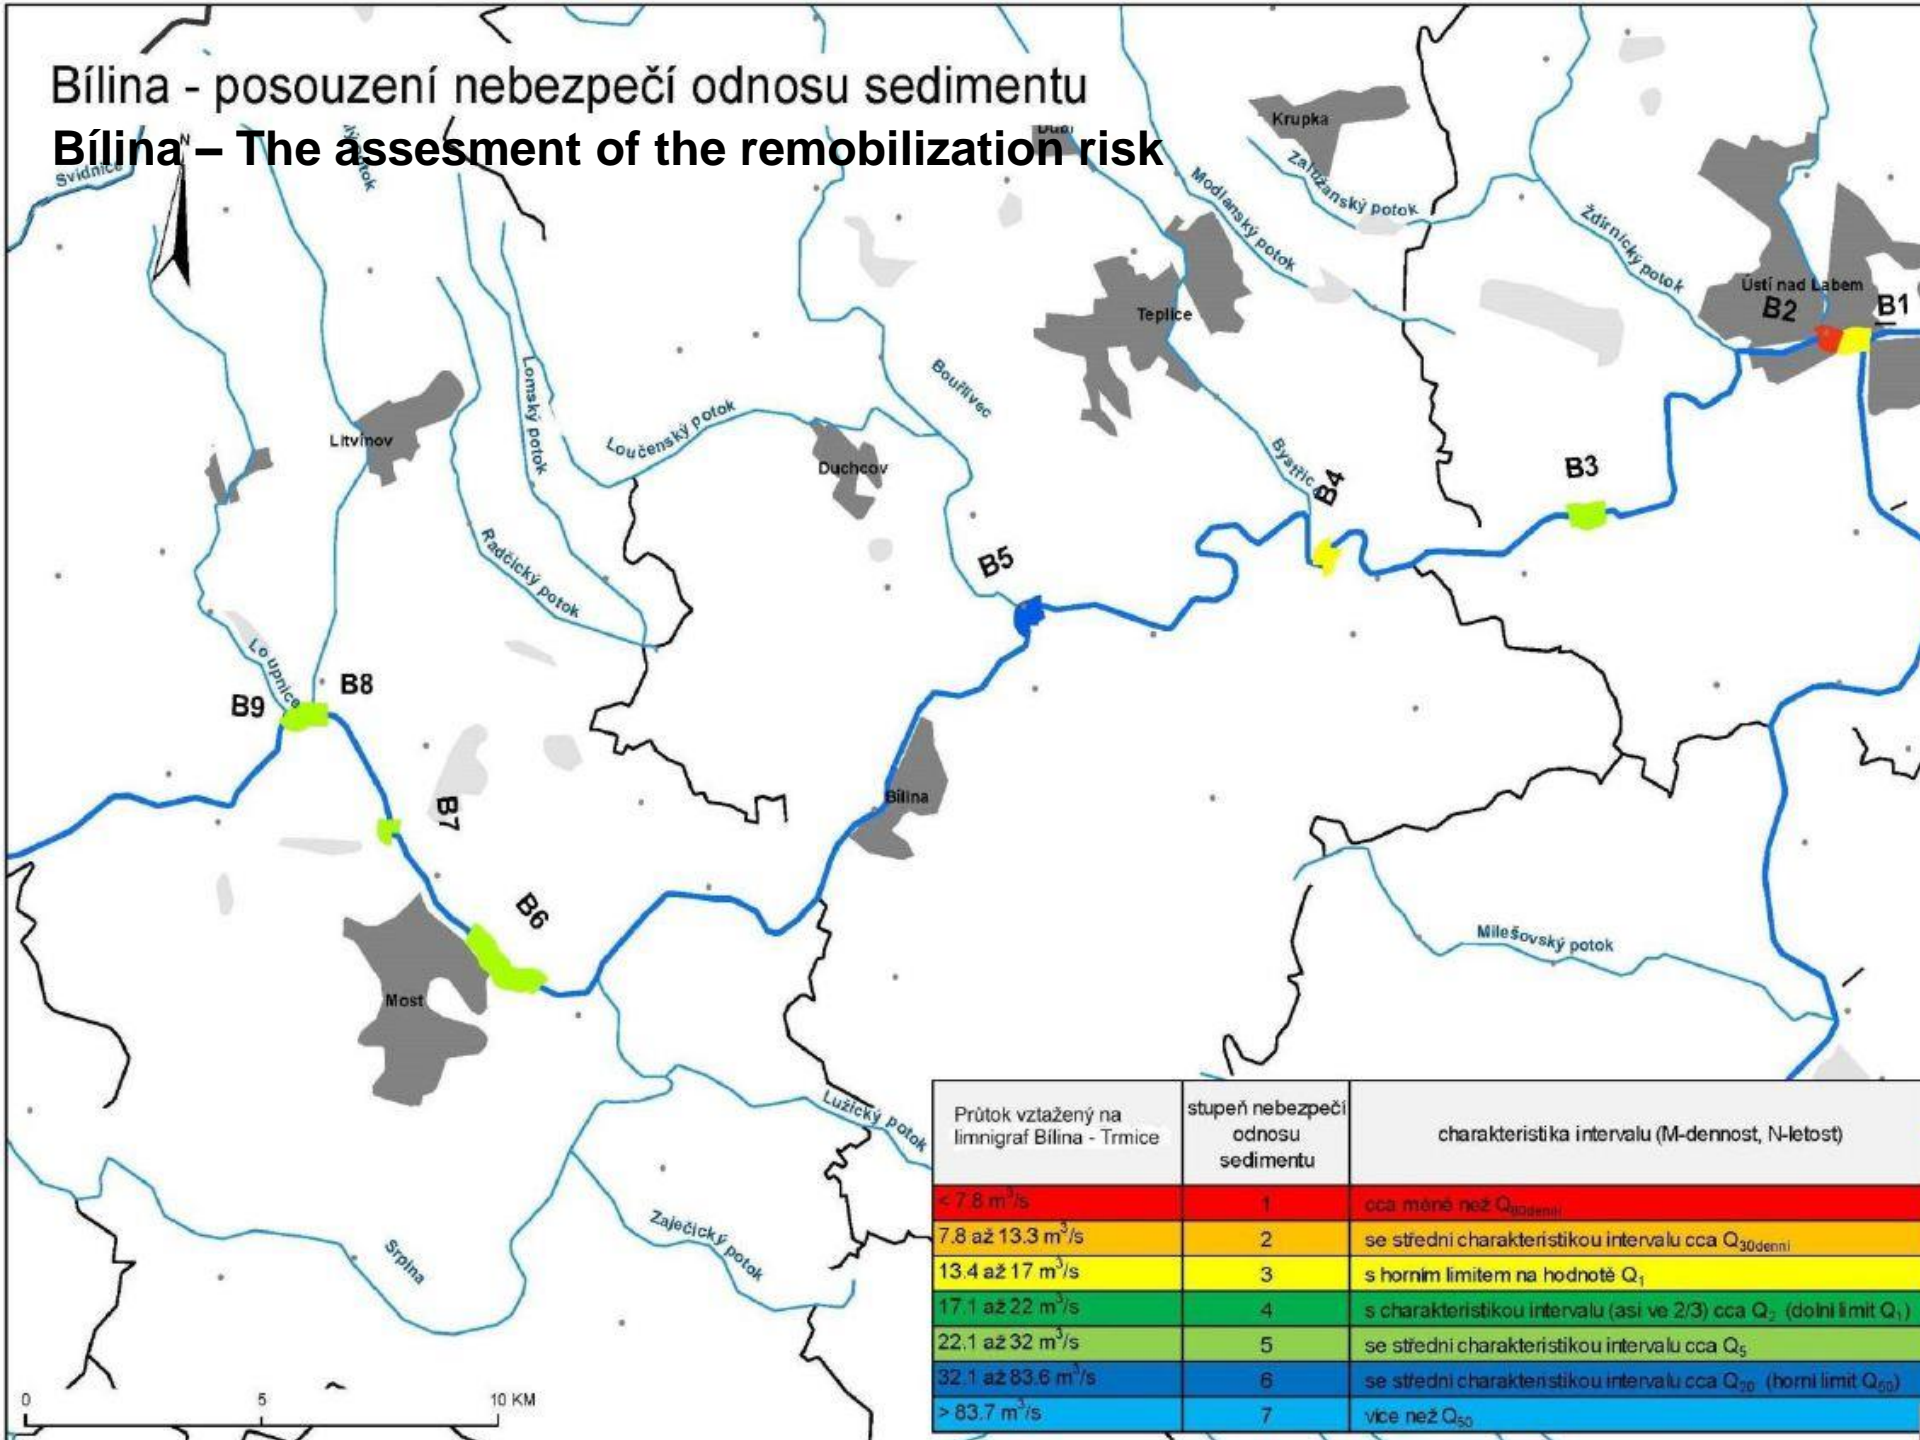 Bílina - posouzení nebezpečí odnosu sedimentu
Bílina – The assesment of the remobilization risk
N
Svídnice
potok
Dubí
Krupka
Zalužanský potok
Modlanský potok
Ždírnický potok
Ústí nad Labem
B2
B1
Teplice
Bouřlivec
Lomský potok
Loučenský potok
Litvínov
Duchcov
Bystřice
B4
B3
Radčický potok
B5
Loupnice
B8
B9
B7
Bílina
B6
Most
Milešovský potok
Lužický potok
Zaječický potok
Srpina
0 5 10 KM
Průtok vztažený na
limnigraf Bílina - Trmice
stupeň nebezpečí
odnosu
sedimentu
charakteristika intervalu (M-dennost, N-letost)
< 7.8 m³/s 1 cca méně než Q80denní
7.8 až 13.3 m³/s 2 se střední charakteristikou intervalu cca Q30denní
13.4 až 17 m³/s 3 s horním limitem na hodnotě Q1
17.1 až 22 m³/s 4 s charakteristikou intervalu (asi ve 2/3) cca Q2 (dolní limit Q1)
22.1 až 32 m³/s 5 se střední charakteristikou intervalu cca Q5
32.1 až 83.6 m³/s 6 se střední charakteristikou intervalu cca Q20 (horní limit Q50)
> 83.7 m³/s 7 více než Q50